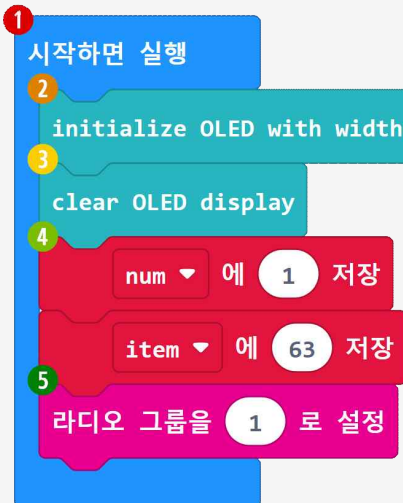 1
시작하면 실행
2
initialize OLED with width
3
clear OLED display
4
num 에 1 저장
item 에 63 저장
5
라디오 그룹을 1 로 설정